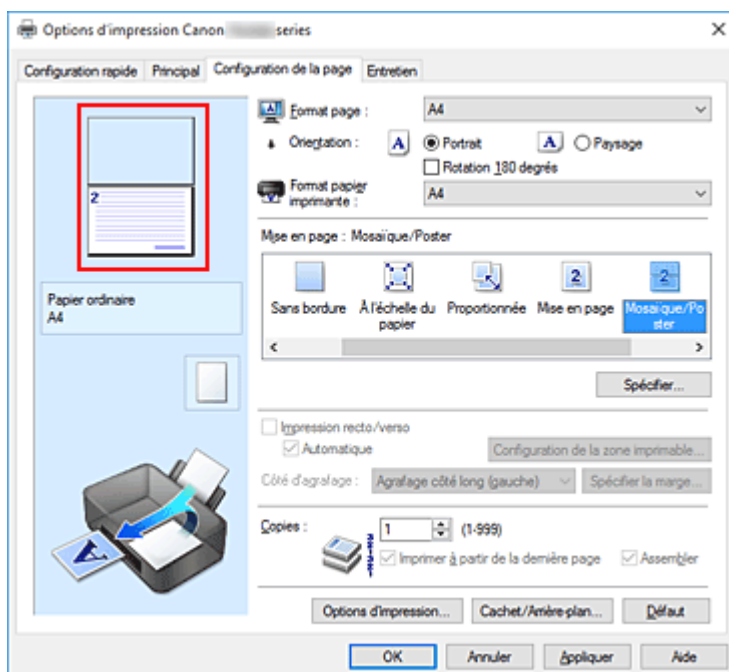 Options d'impression Canon series
Configuration rapide Principal Configuration de la page Entretien
2
Papier ordinaire
A4
Format page : A4
Orientation : A Portrait A Paysage
Rotation 180 degrés
Format papier imprimante : A4
Mise en page : Mosaïque/Poster
2 2
Sans bordure À l'échelle du papier Proportionnée Mise en page Mosaïque/Poster
Spécifier...
Impression recto/verso
Automatique Configuration de la zone imprimable...
Côté d'agrafage : Agrafage côté long (gauche) Spécifier la marge...
Copies : 1 (1-999)
Imprimer à partir de la dernière page Assembler
Options d'impression... Cachet/Arrière-plan... Défaut
OK Annuler Appliquer Aide